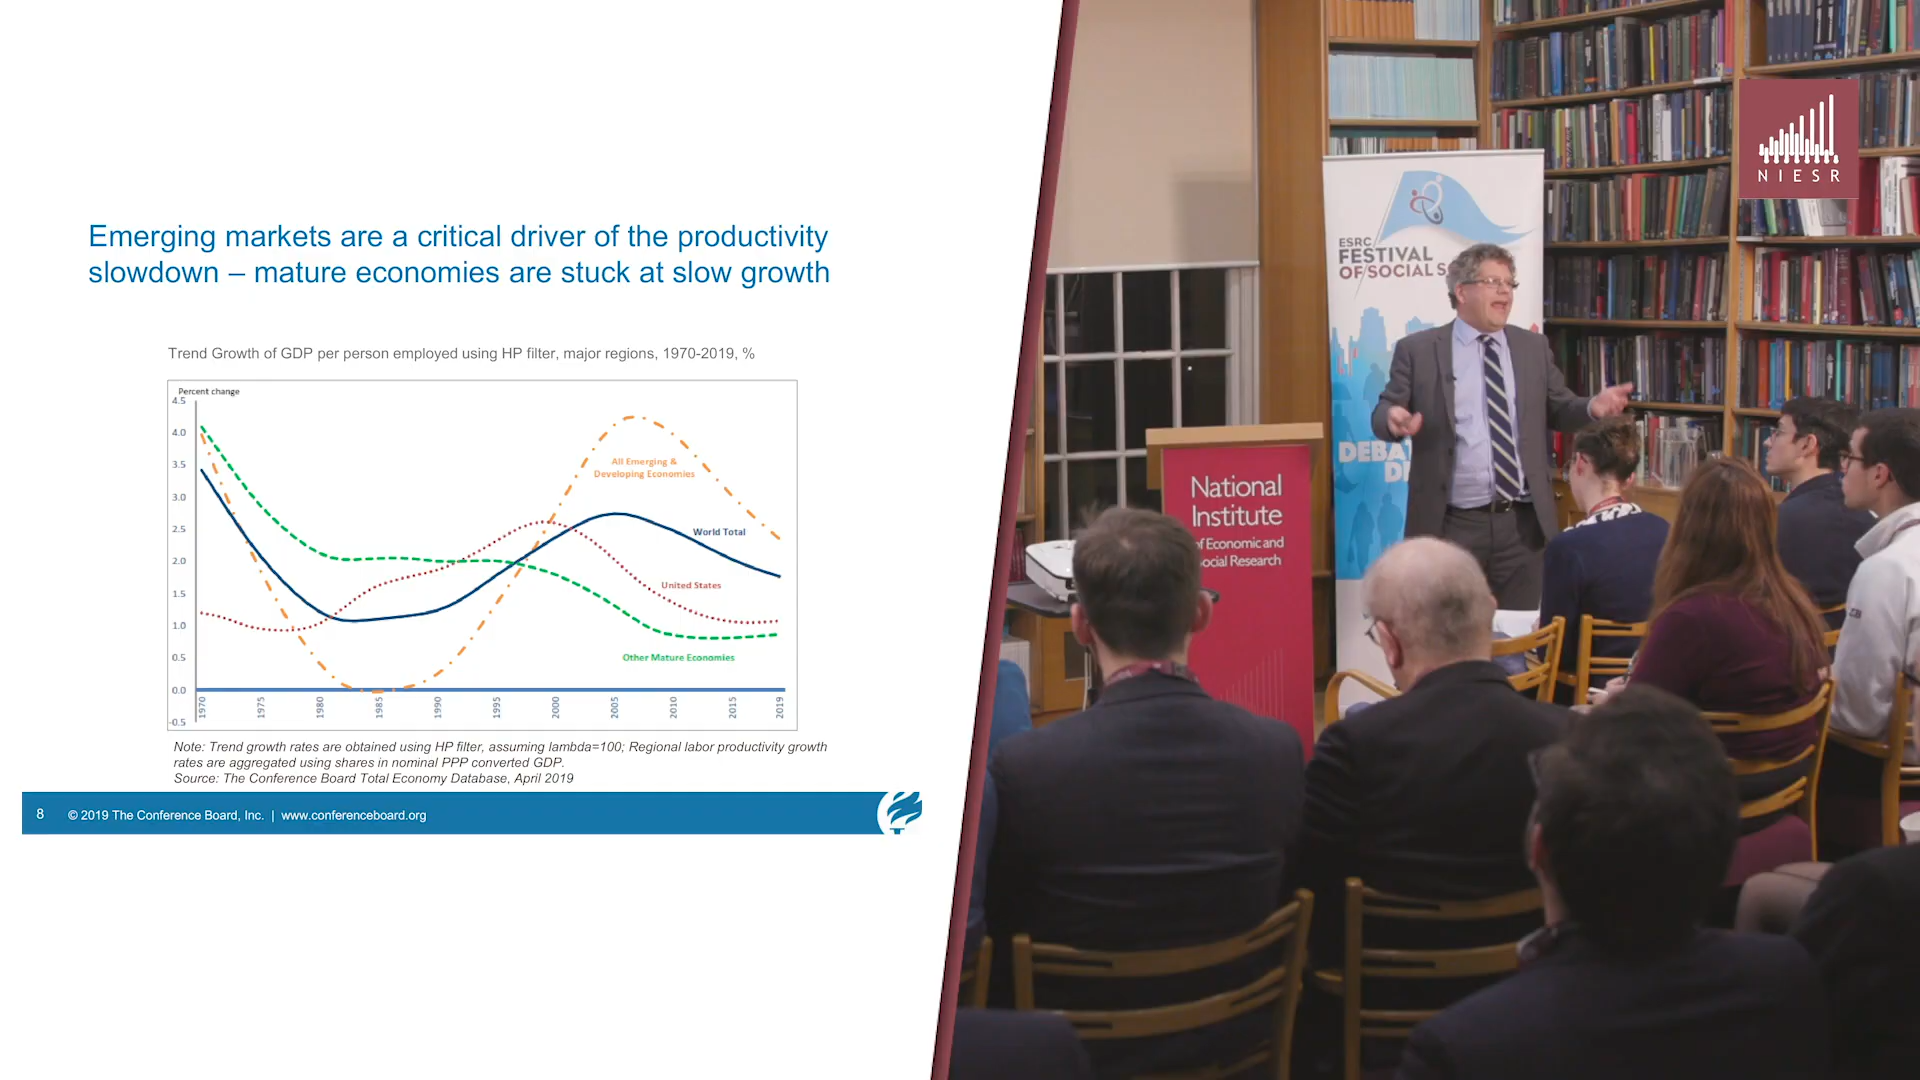 Emerging markets are a critical driver of the productivity
slowdown – mature economies are stuck at slow growth
Trend Growth of GDP per person employed using HP filter, major regions, 1970-2019, %
Percent change
4.5
4.0
3.5
3.0
2.5
2.0
1.5
1.0
0.5
0.0
-0.5
All Emerging &
Developing Economies
World Total
United States
Other Mature Economies
1970
1975
1980
1985
1990
1995
2000
2005
2010
2015
2019
Note: Trend growth rates are obtained using HP filter, assuming lambda=100; Regional labor productivity growth
rates are aggregated using shares in nominal PPP converted GDP.
Source: The Conference Board Total Economy Database, April 2019
8 © 2019 The Conference Board, Inc. | www.conferenceboard.org
NIESR
ESRC
FESTIVAL
OF SOCIAL S
DEBA
D
National
Institute
of Economic and
ocial Research